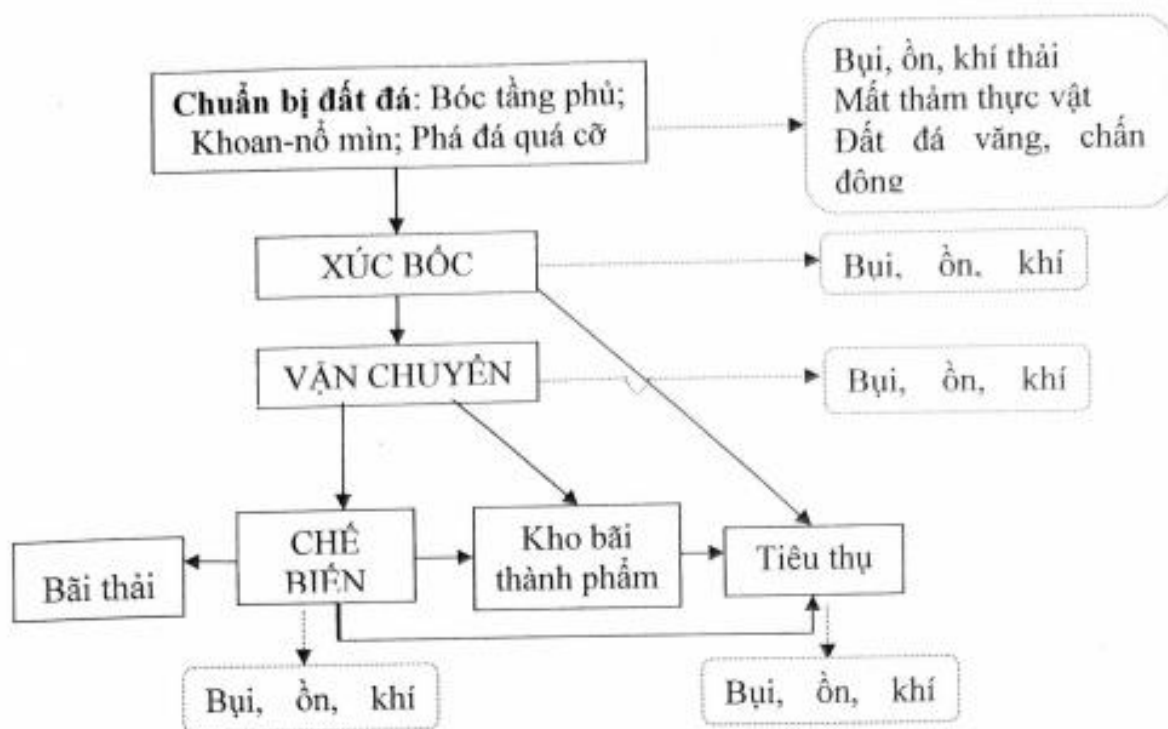 Chuẩn bị đất đá: Bóc tầng phủ;
Khoan-nổ mìn; Phá đá quá cỡ
Bụi, ồn, khí thải
Mất thảm thực vật
Đất đá văng, chấn
động
XÚC BỐC
Bụi, ồn, khí
VẬN CHUYỂN
Bụi, ồn, khí
Bãi thải
CHẾ
BIẾN
Kho bãi
thành phẩm
Tiêu thụ
Bụi, ồn, khí
Bụi, ồn, khí